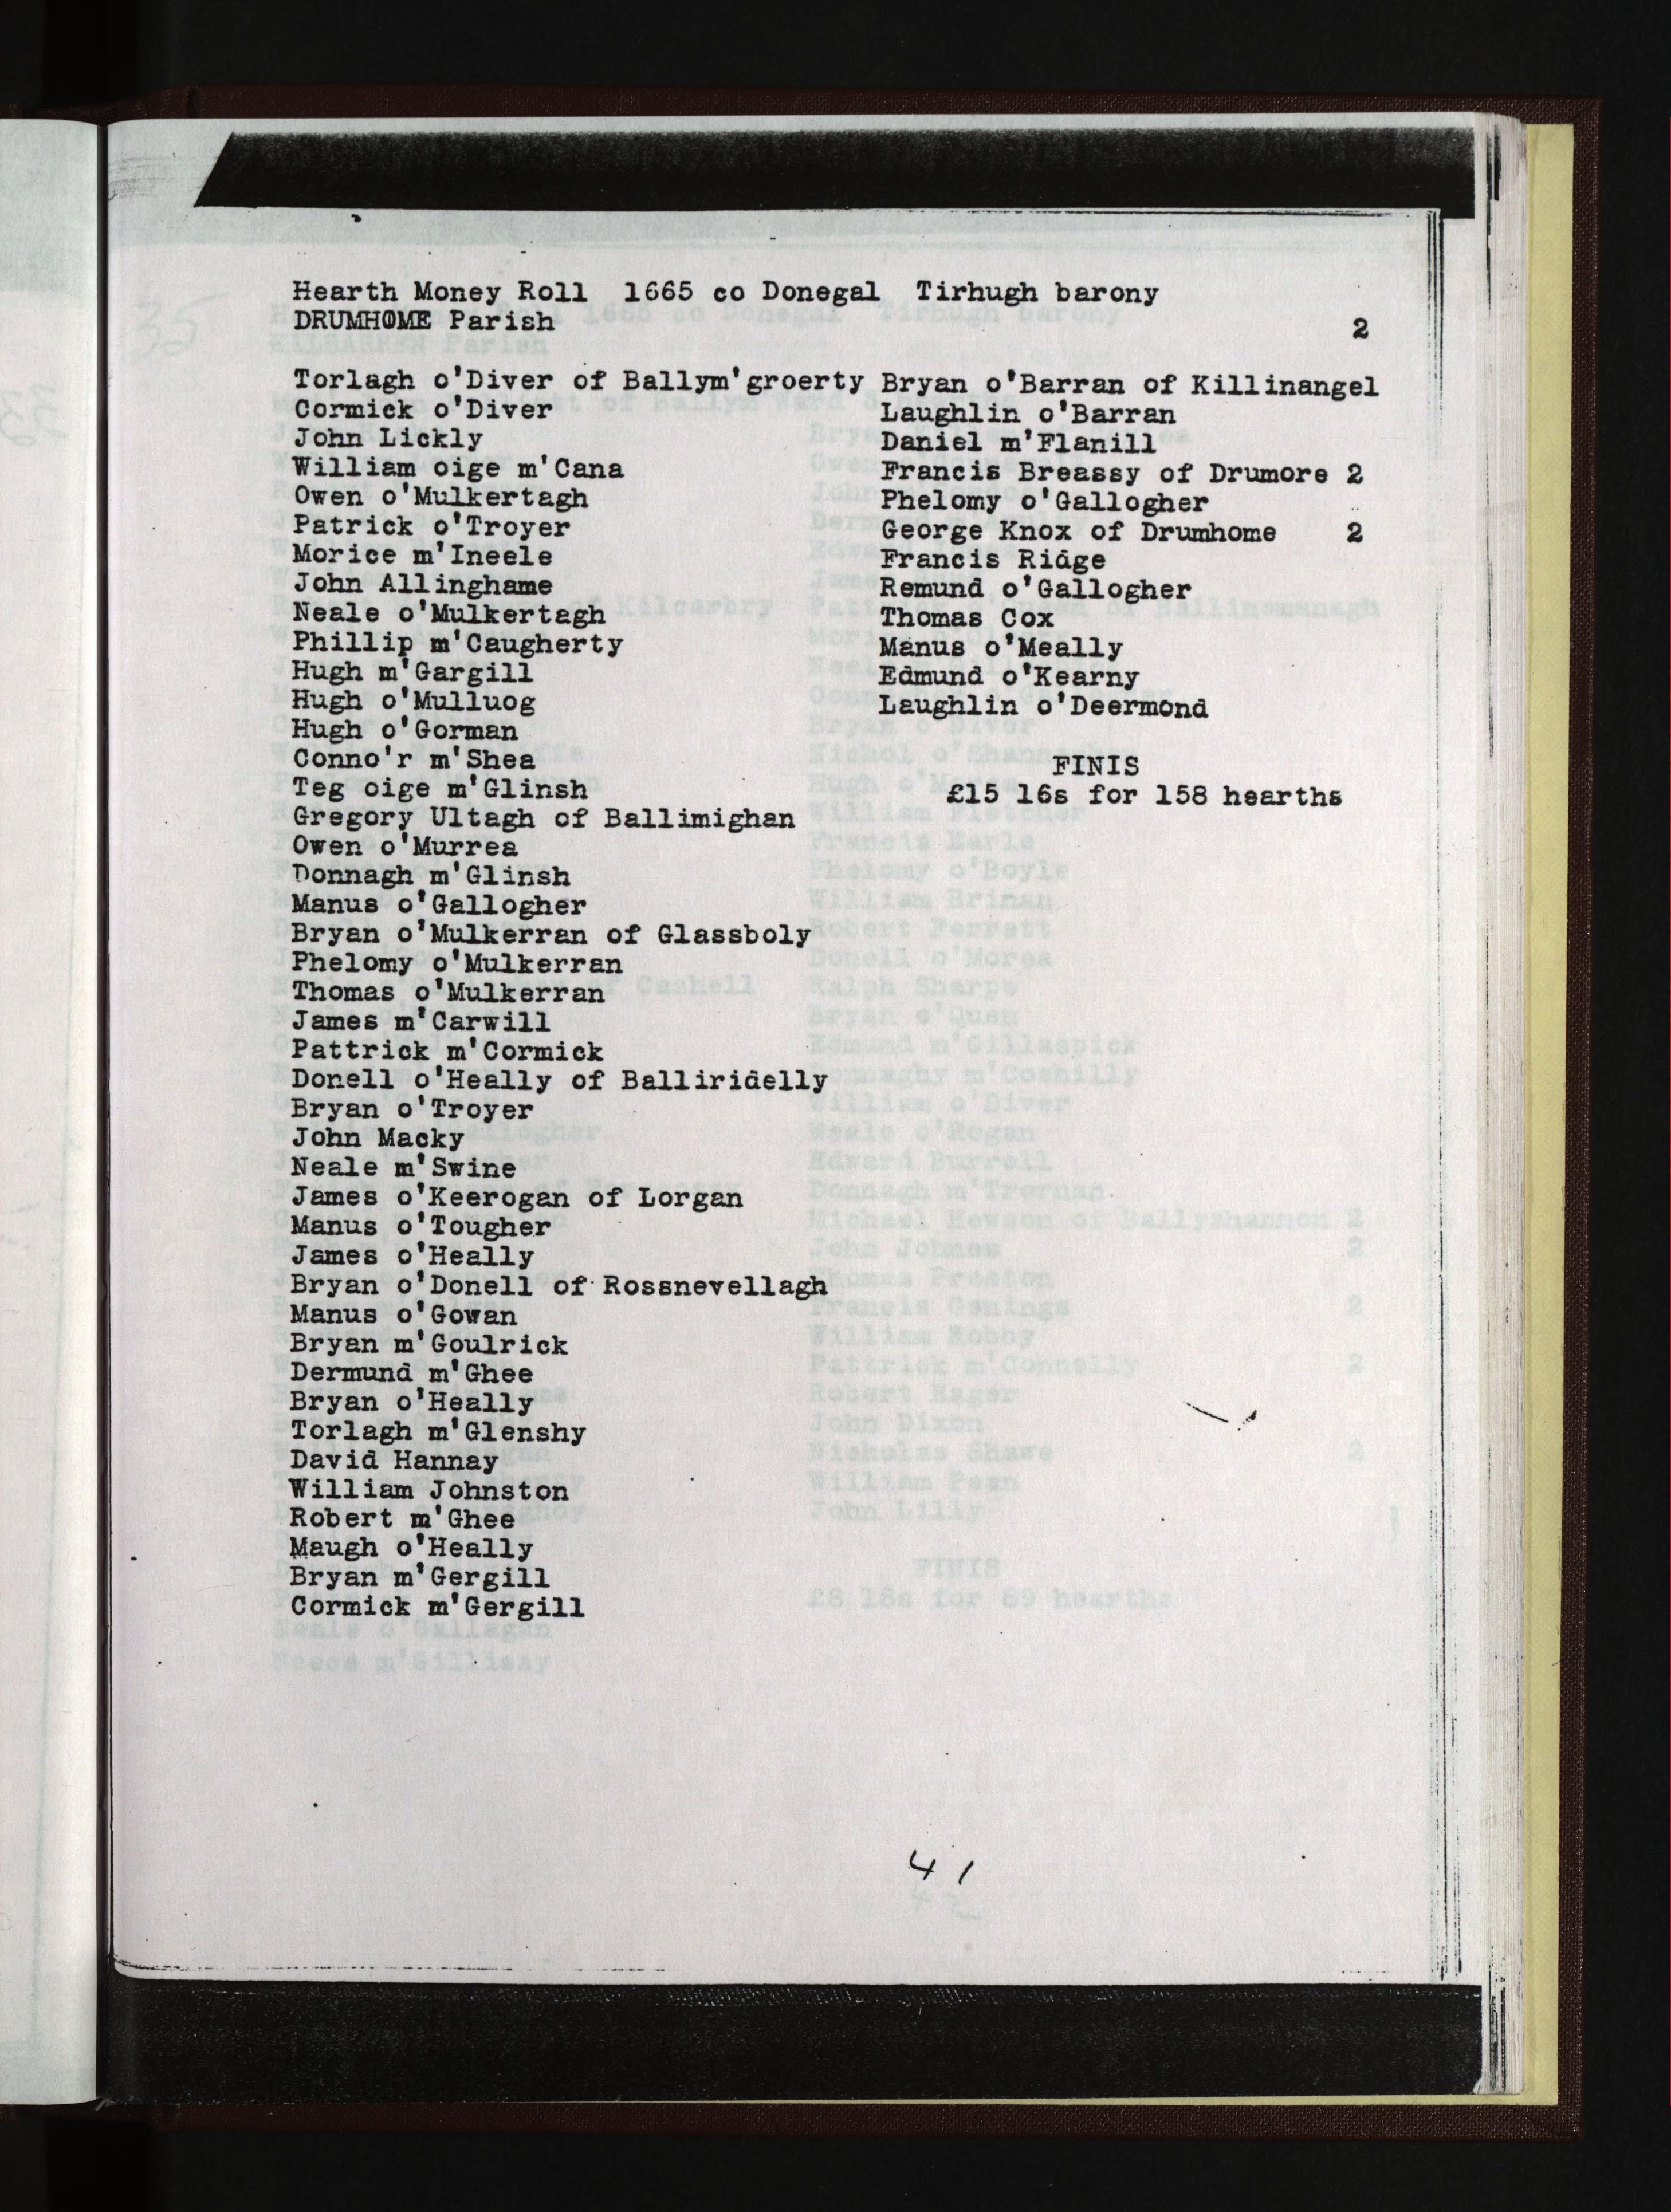 Hearth Money Roll 1665 co Donegal Tirhugh barony
DRUMHOME Parish
2
Torlagh o'Diver of Ballym'groerty
Cormick o'Diver
John Lickly
William oige m'Cana
Owen o'Mulkertagh
Patrick o'Troyer
Morice m'Ineele
John Allinghame
Neale o'Mulkertagh
Phillip m'Caugherty
Hugh m'Gargill
Hugh o'Mulluog
Hugh o'Gorman
Conno'r m'Shea
Teg oige m'Glinsh
Gregory Ultagh of Ballimighan
Owen o'Murrea
Donnagh m'Glinsh
Manus o'Gallogher
Bryan o'Mulkerran of Glassboly
Phelomy o'Mulkerran
Thomas o'Mulkerran
James m'Carwill
Pattrick m'Cormick
Donell o'Heally of Balliridelly
Bryan o'Troyer
John Macky
Neale m'Swine
James o'Keerogan of Lorgan
Manus o'Tougher
James o'Heally
Bryan o'Donell of Rossnevellagh
Manus o'Gowan
Bryan m'Goulrick
Dermund m'Ghee
Bryan o'Heally
Torlagh m'Glenshy
David Hannay
William Johnston
Robert m'Ghee
Maugh o'Heally
Bryan m'Gergill
Cormick m'Gergill
Bryan o'Barran of Killinangel
Laughlin o'Barran
Daniel m'Flanill
Francis Breassy of Drumore 2
Phelomy o'Gallogher
George Knox of Drumhome 2
Francis Ridge
Remund o'Gallogher
Thomas Cox
Manus o'Meally
Edmund o'Kearny
Laughlin o'Deermond
FINIS
£15 16s for 158 hearths
41